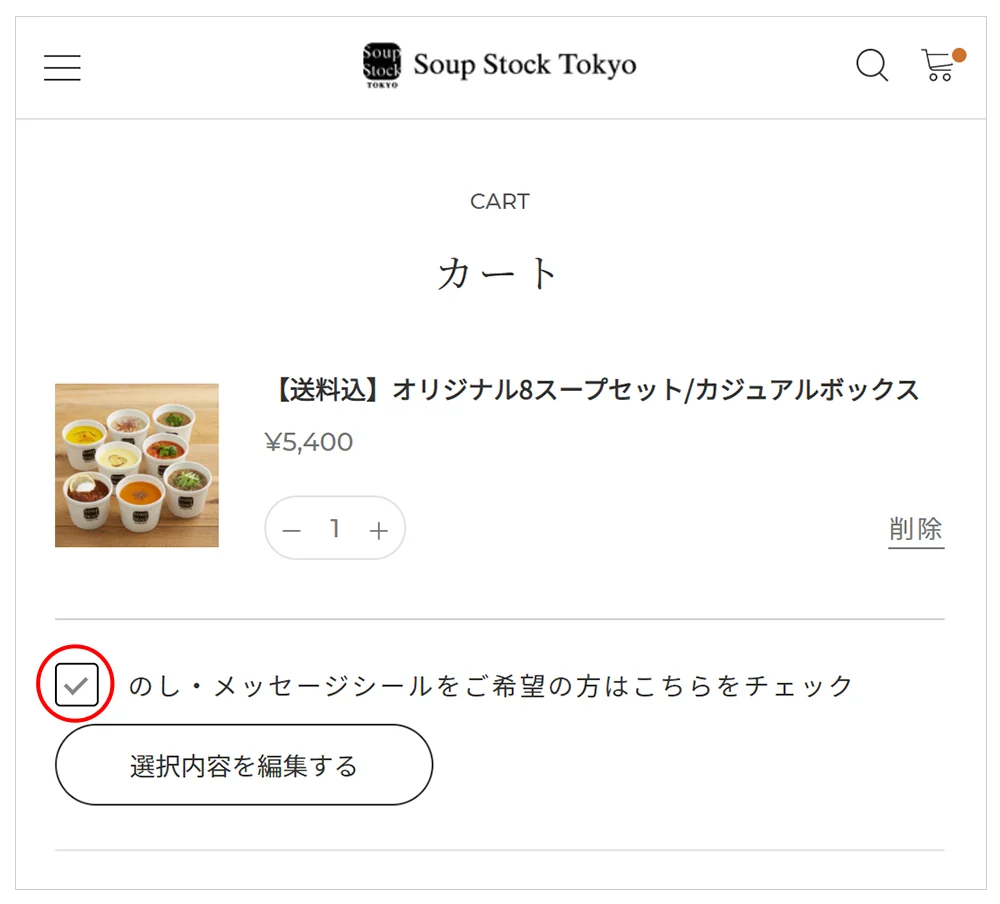 Soup
Stock
TOKYO
Soup Stock Tokyo
CART
カート
【送料込】オリジナル8スープセット/カジュアルボックス
¥5,400
1
削除
のし・メッセージシールをご希望の方はこちらをチェック
選択内容を編集する